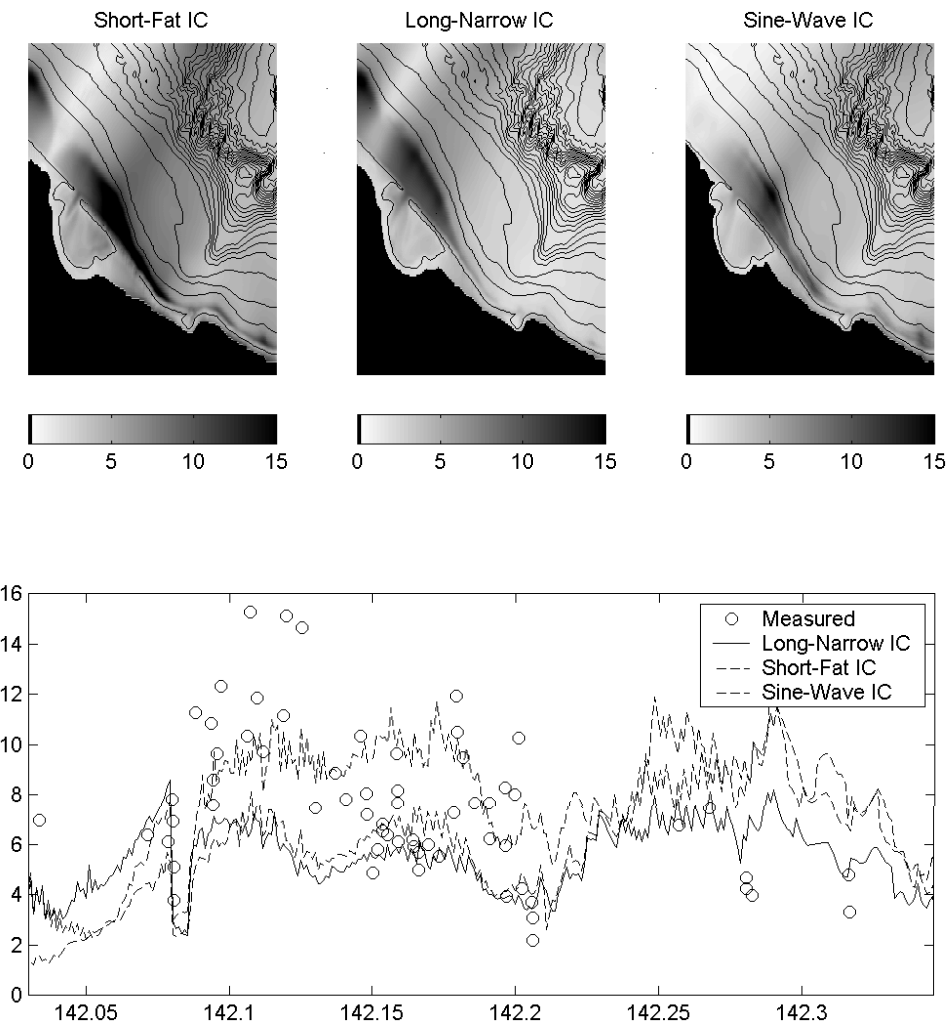 Short-Fat IC Long-Narrow IC Sine-Wave IC
0 5 10 15 0 5 10 15 0 5 10 15
16
14
12
10
8
6
4
2
0
Measured
Long-Narrow IC
Short-Fat IC
Sine-Wave IC
142.05 142.1 142.15 142.2 142.25 142.3